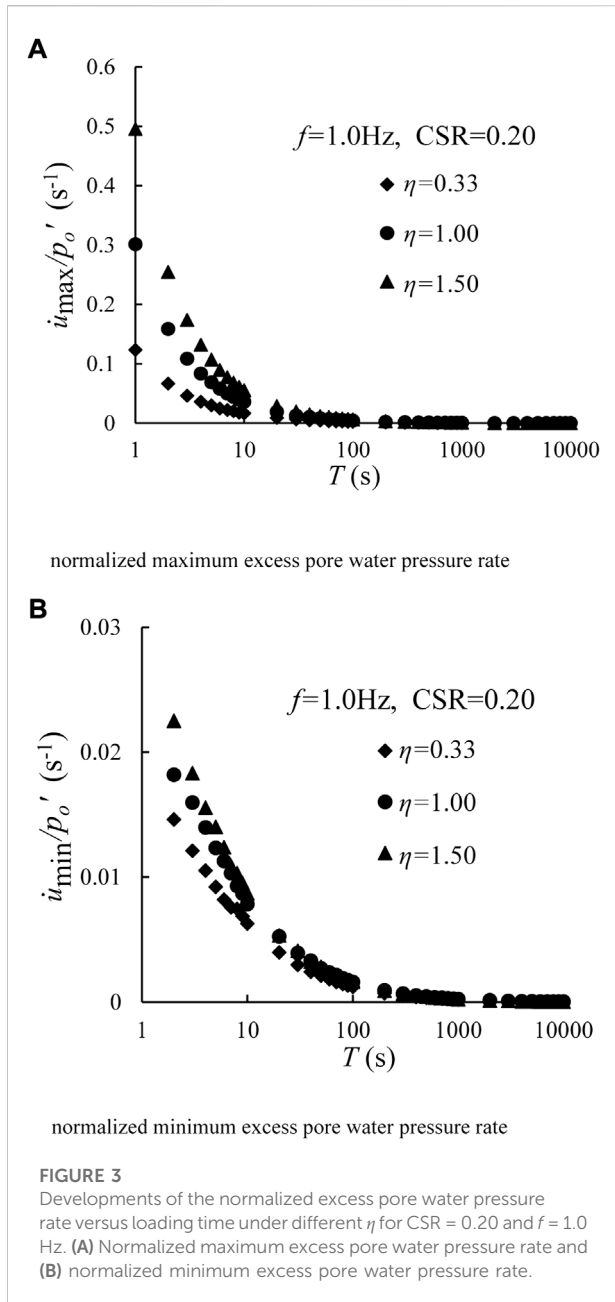 A
0.6
0.5
0.4
0.3
0.2
0.1
0
u̇max/po′ (s-1)
f=1.0Hz, CSR=0.20
η=0.33
η=1.00
η=1.50
1 10 100 1000 10000
T (s)
normalized maximum excess pore water pressure rate
B
0.03
0.02
0.01
0
u̇min/po′ (s-1)
f=1.0Hz, CSR=0.20
η=0.33
η=1.00
η=1.50
1 10 100 1000 10000
T (s)
normalized minimum excess pore water pressure rate
FIGURE 3
Developments of the normalized excess pore water pressure
rate versus loading time under different η for CSR = 0.20 and f = 1.0
Hz. (A) Normalized maximum excess pore water pressure rate and
(B) normalized minimum excess pore water pressure rate.